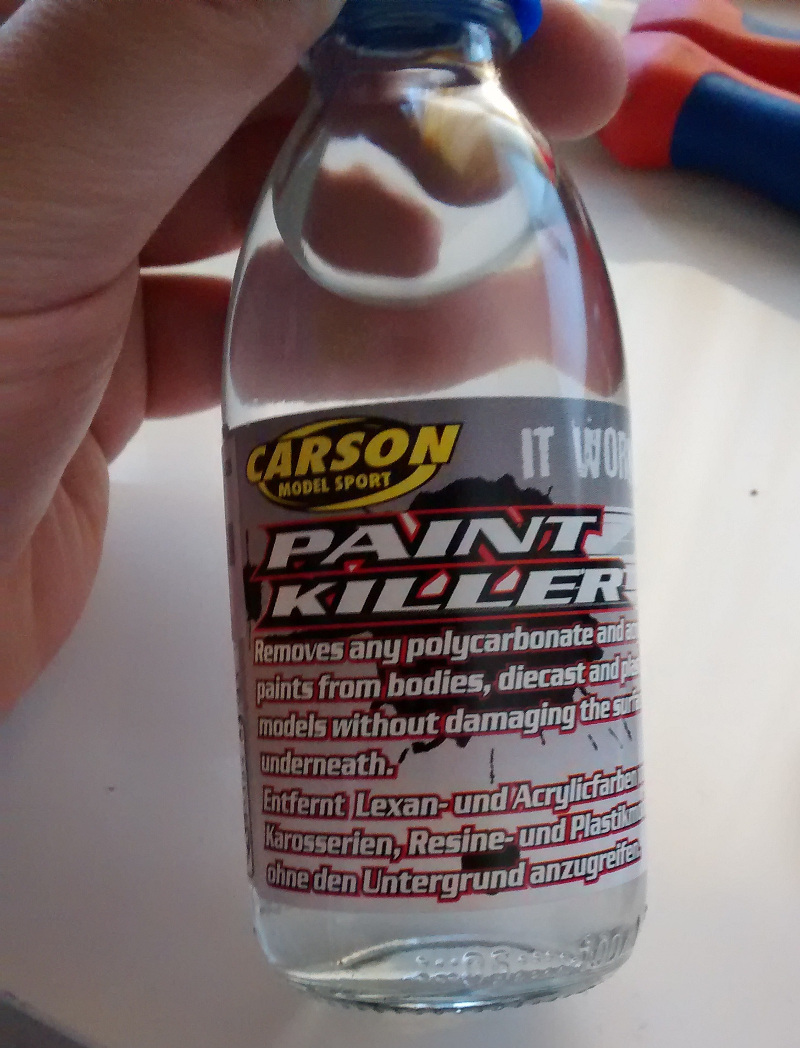 CARSON
MODEL SPORT
IT
PAINT
KILLER
Removes any polycarbonate and
paints from bodies, diecast and
models without damaging the
underneath.
Entfernt Lexan- und Acrylicfarben
Karosserien, Resine- und
ohne den Untergrund anzugreifen.